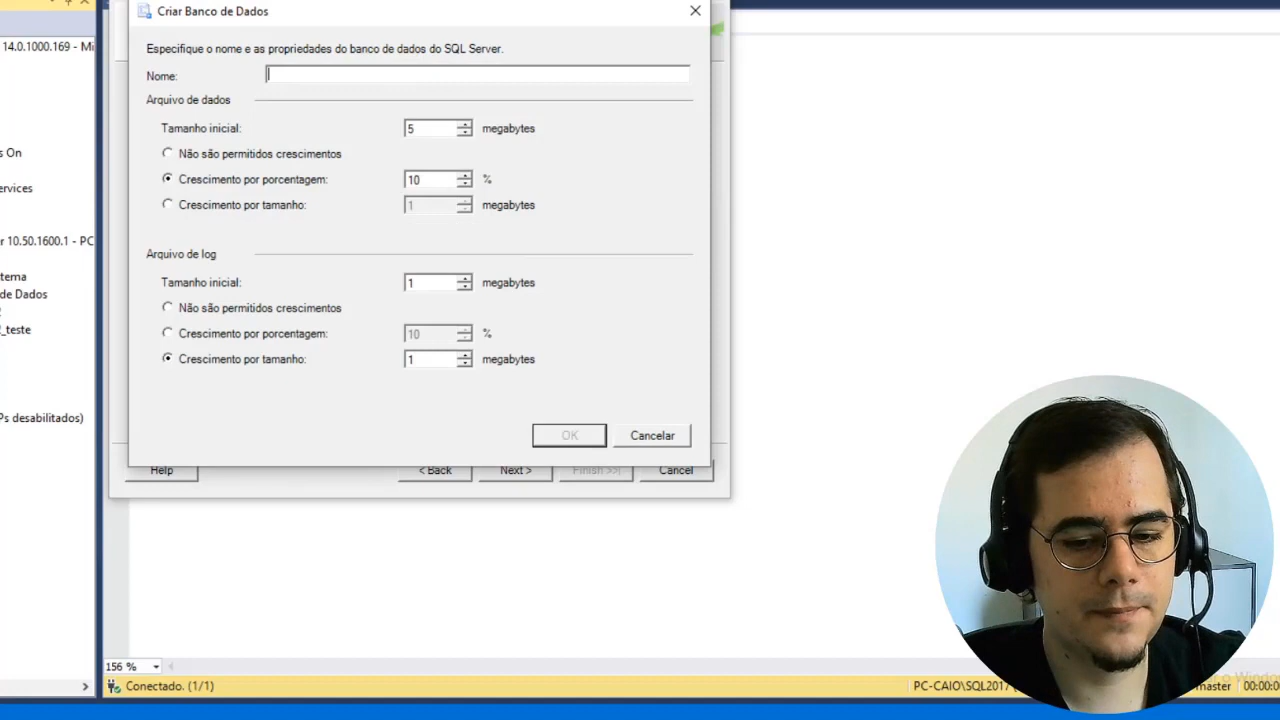 Criar Banco de Dados
14.0.1000.169 - Mi
Especifique o nome e as propriedades do banco de dados do SQL Server.
Nome:
Arquivo de dados
Tamanho inicial: 5 megabytes
s On
Não são permitidos crescimentos
Crescimento por porcentagem: 10 %
ervices
Crescimento por tamanho: 1 megabytes
r 10.50.1600.1 - PC
Arquivo de log
tema
Tamanho inicial: 1 megabytes
de Dados
Não são permitidos crescimentos
_teste
Crescimento por porcentagem: 10 %
Crescimento por tamanho: 1 megabytes
Ps desabilitados)
OK Cancelar
Help < Back Next > Finish >>| Cancel
156 %
Conectado. (1/1) PC-CAIO\SQL2017 master 00:00:0